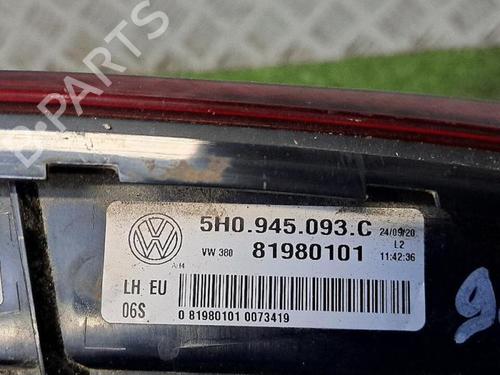 B-PARTS
5H0.945.093.C 24/09/20
VW 380 81980101 L2
11:42:36
LH EU
06S
0 81980101 0073419